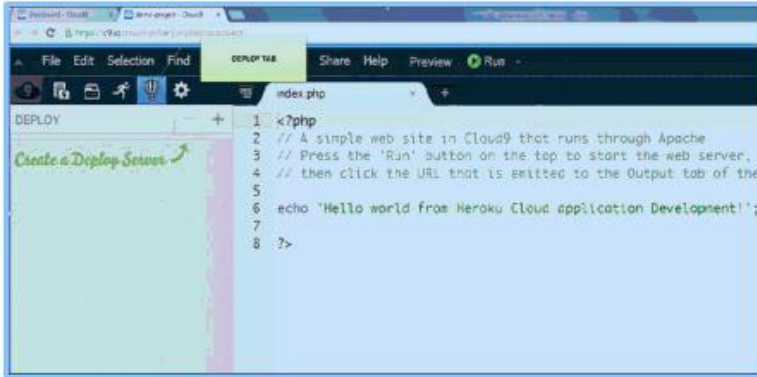 File Edit Selection Find DEPLOY TAB Share Help Preview Run
index.php
DEPLOY
Create a Deploy Server
1 <?php
2 // A simple web site in Cloud9 that runs through Apache
3 // Press the 'Run' button on the top to start the web server,
4 // then click the URL that is emitted to the Output tab of the
5
6 echo 'Hello world from Heroku Cloud application Development!';
7
8 ?>